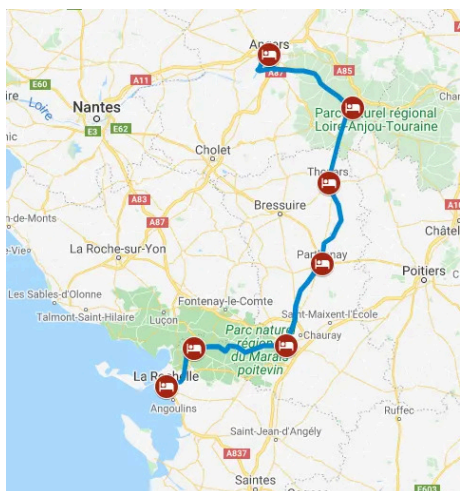 Angers
E60
A11
A87
A85
Nantes
Loire
Parc naturel régional
Loire-Anjou-Touraine
E3
E62
Cholet
Thouars
A83
Bressuire
n-de-Monts
A87
A10
Châtel
La Roche-sur-Yon
Parthenay
-Vie
Poitiers
Les Sables-d'Olonne
Fontenay-le-Comte
Talmont-Saint-Hilaire
Luçon
Saint-Maixent-l'École
Parc nature
région
Chauray
du Marais
poitevin
La Rochelle
Angoulins
Ruffec
Saint-Jean-d'Angély
A837
Saintes
E603